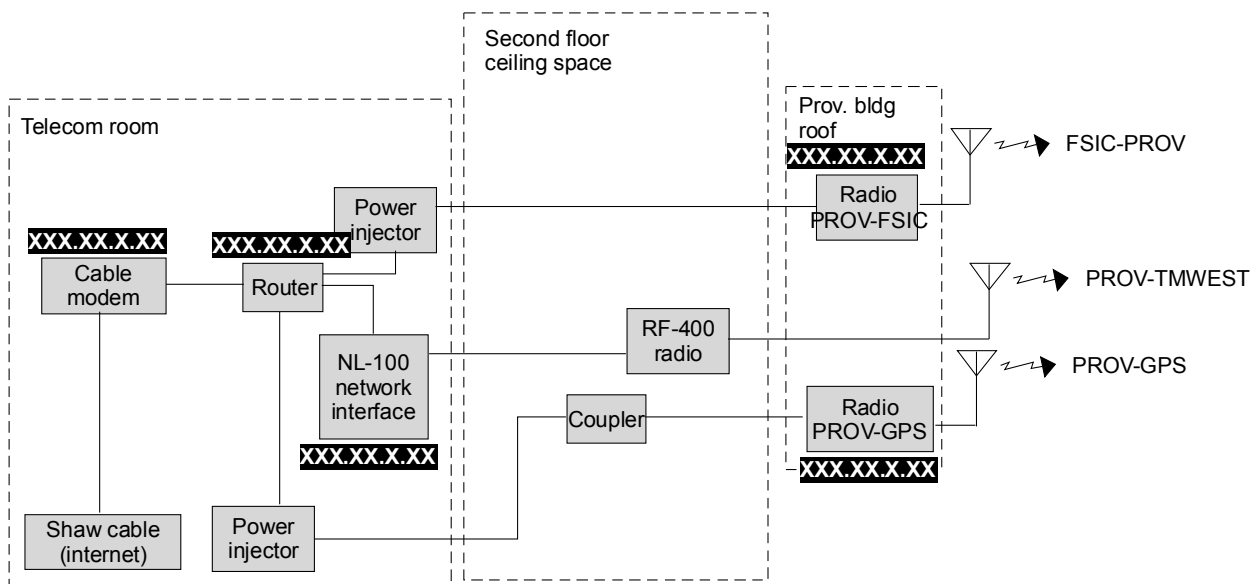 Second floor
ceiling space
Prov. bldg
roof
Telecom room
XXX.XX.X.XX
FSIC-PROV
Power
injector
Radio
PROV-FSIC
XXX.XX.X.XX
XXX.XX.X.XX
Cable
modem
Router
PROV-TMWEST
RF-400
radio
NL-100
network
interface
PROV-GPS
Coupler
Radio
PROV-GPS
XXX.XX.X.XX
XXX.XX.X.XX
Shaw cable
(internet)
Power
injector